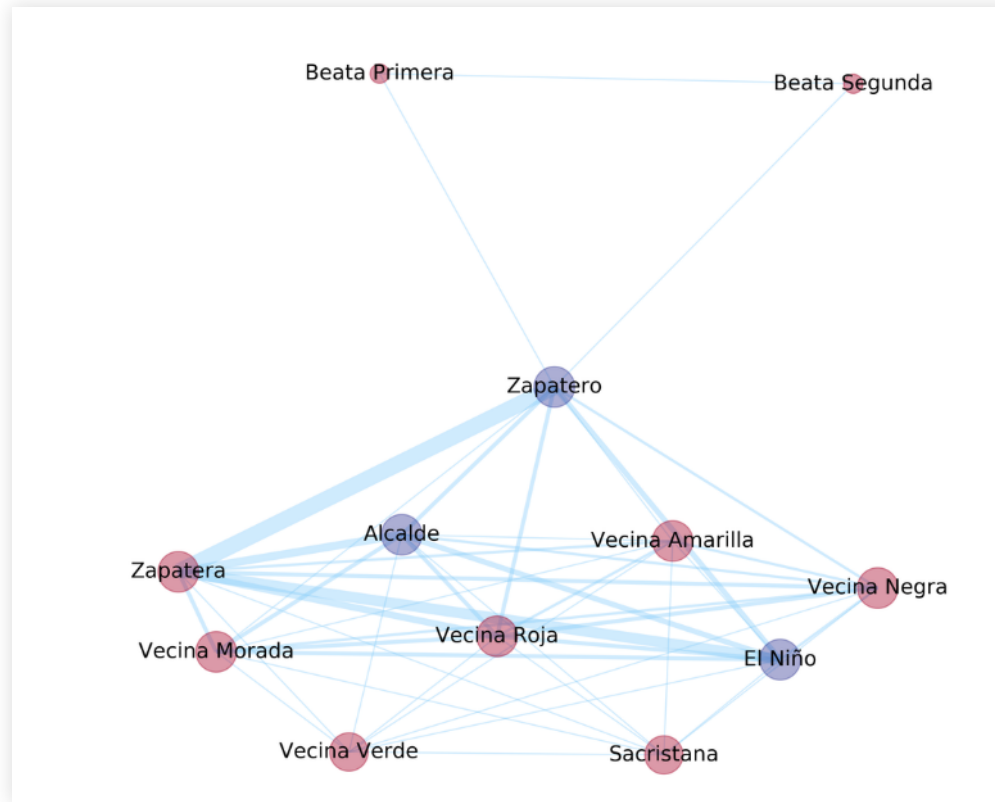 Beata Primera
Beata Segunda
Zapatero
Alcalde
Vecina Amarilla
Zapatera
Vecina Negra
Vecina Roja
Vecina Morada
El Niño
Vecina Verde
Sacristana